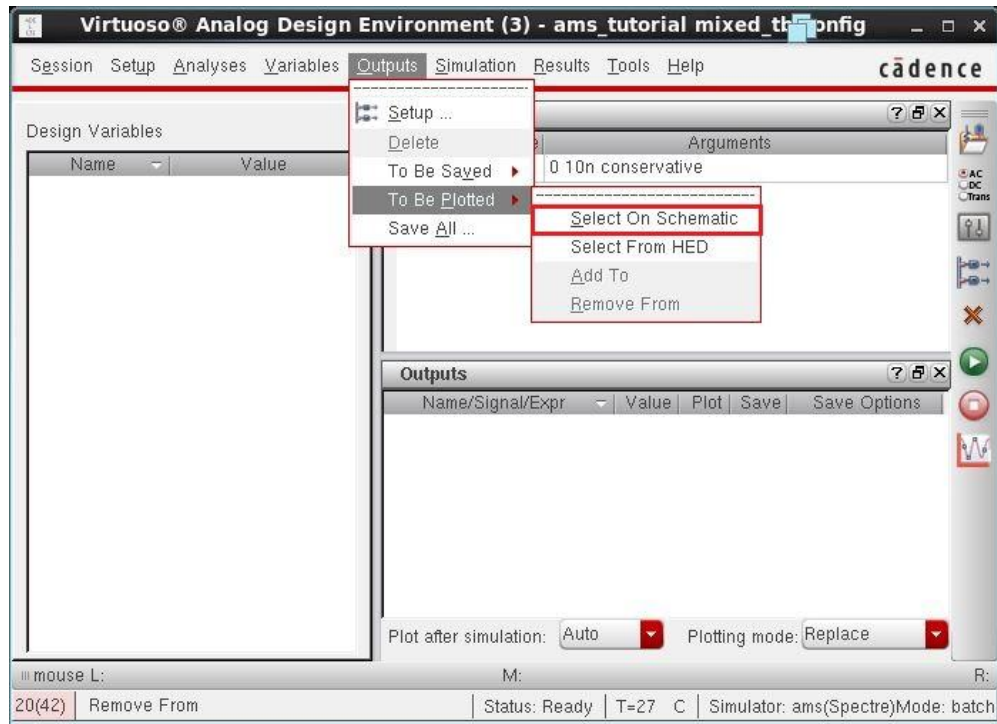 Virtuoso® Analog Design Environment (3) - ams_tutorial mixed_tb config
Session Setup Analyses Variables Outputs Simulation Results Tools Help
cādence
Design Variables
Name Value
Setup ...
Delete
To Be Saved
To Be Plotted
Save All ...
Arguments
0 10n conservative
Select On Schematic
Select From HED
Add To
Remove From
AC
DC
Trans
Outputs
Name/Signal/Expr Value Plot Save Save Options
Plot after simulation: Auto Plotting mode: Replace
mouse L: M: R:
20(42) Remove From Status: Ready T=27 C Simulator: ams(Spectre) Mode: batch